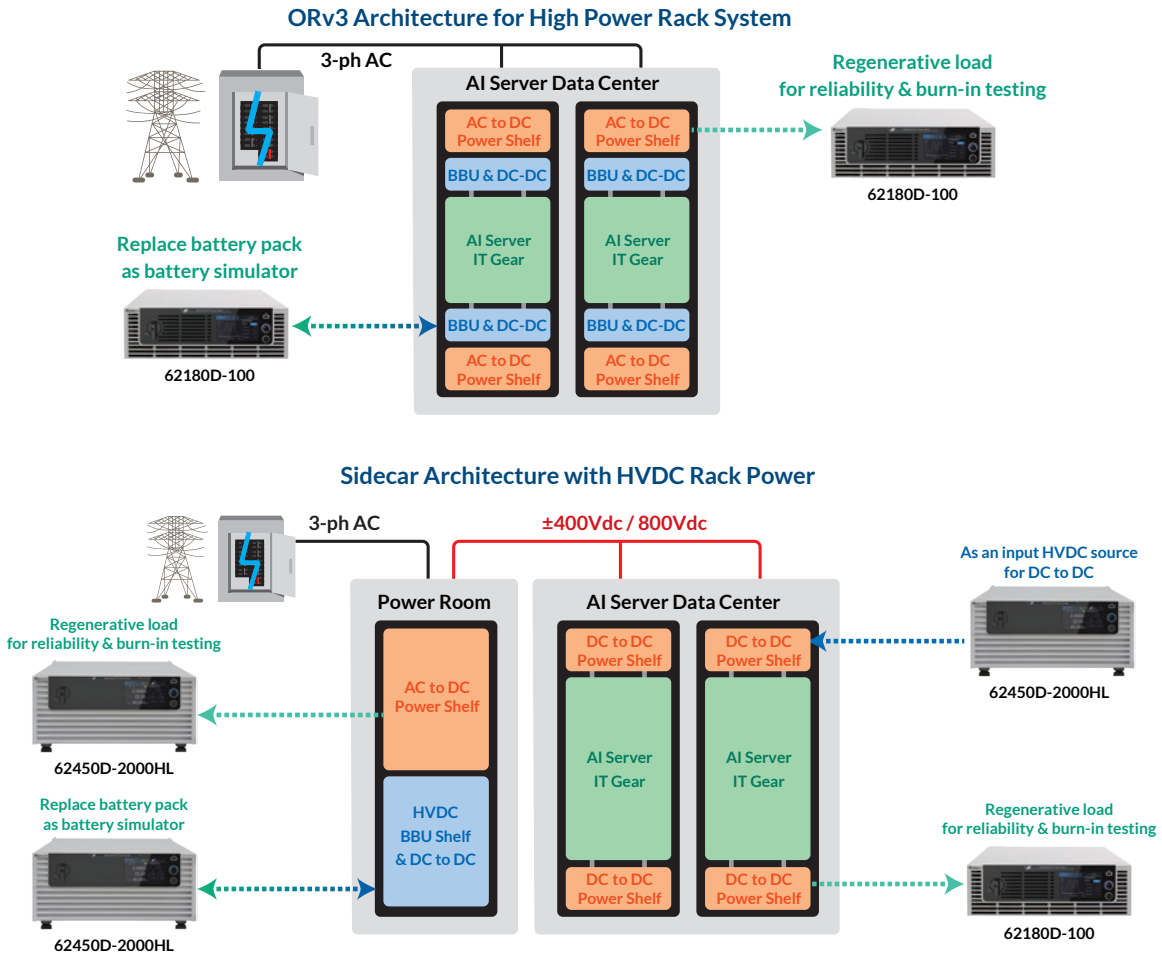 ORv3 Architecture for High Power Rack System
3-ph AC
AI Server Data Center
AC to DC
Power Shelf
BBU & DC-DC
AI Server
IT Gear
BBU & DC-DC
AC to DC
Power Shelf
AC to DC
Power Shelf
BBU & DC-DC
AI Server
IT Gear
BBU & DC-DC
AC to DC
Power Shelf
Regenerative load
for reliability & burn-in testing
62180D-100
Replace battery pack
as battery simulator
62180D-100
Sidecar Architecture with HVDC Rack Power
3-ph AC
±400Vdc / 800Vdc
Power Room
AC to DC
Power Shelf
HVDC
BBU Shelf
& DC to DC
AI Server Data Center
DC to DC
Power Shelf
AI Server
IT Gear
DC to DC
Power Shelf
DC to DC
Power Shelf
AI Server
IT Gear
DC to DC
Power Shelf
As an input HVDC source
for DC to DC
62450D-2000HL
Regenerative load
for reliability & burn-in testing
62450D-2000HL
Replace battery pack
as battery simulator
62450D-2000HL
Regenerative load
for reliability & burn-in testing
62180D-100